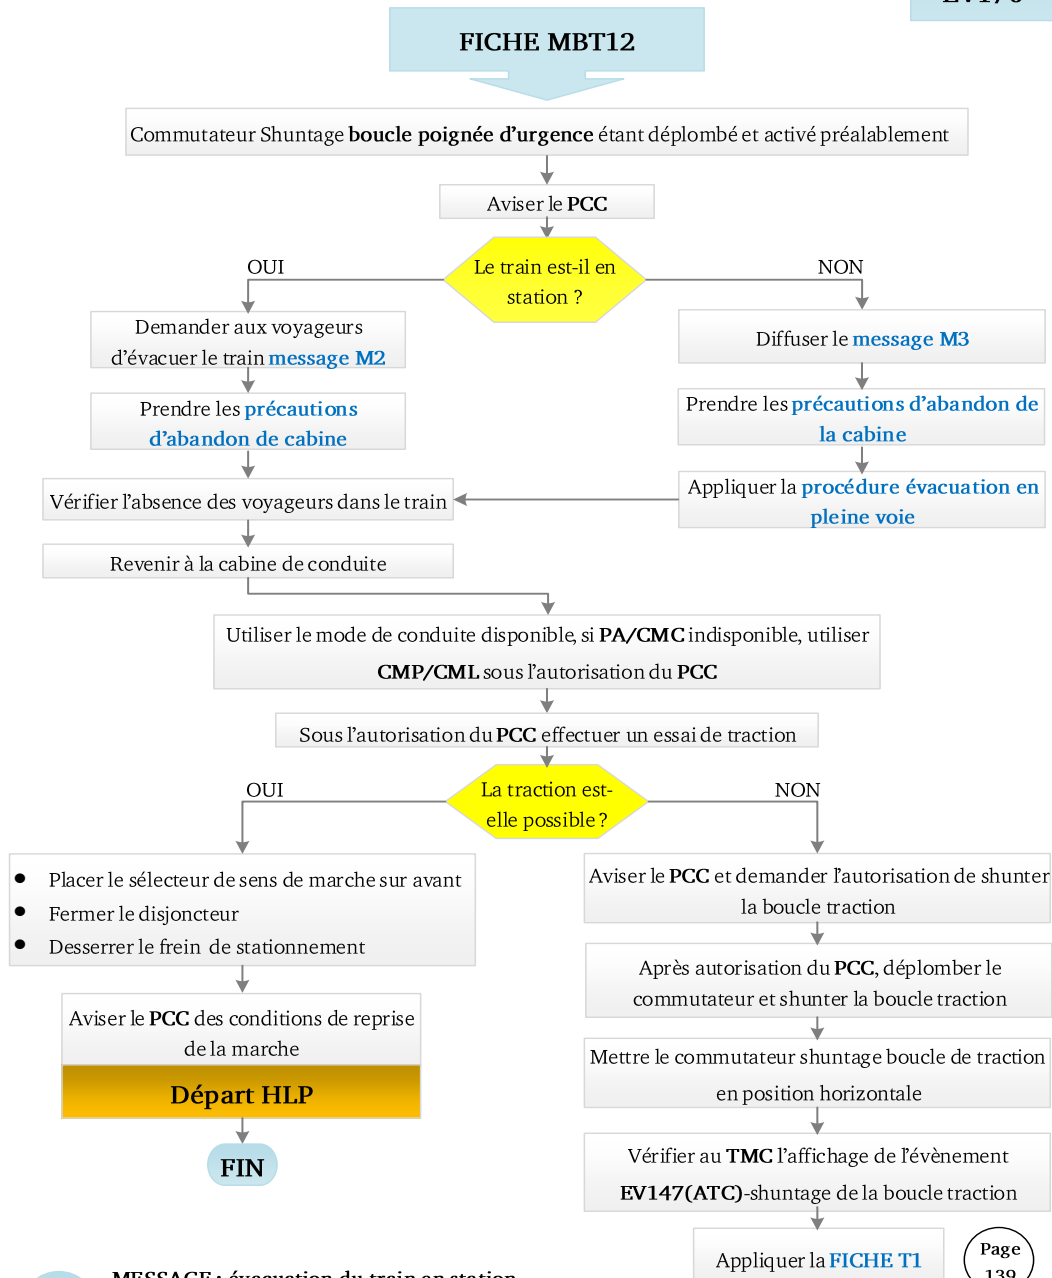 FICHE MBT12
Commutateur Shuntage boucle poignée d’urgence étant déplombé et activé préalablement
Aviser le PCC
Le train est-il en
station ?
OUI
NON
Demander aux voyageurs
d’évacuer le train message M2
Prendre les précautions
d’abandon de cabine
Diffuser le message M3
Prendre les précautions d’abandon de
la cabine
Appliquer la procédure évacuation en
pleine voie
Vérifier l’absence des voyageurs dans le train
Revenir à la cabine de conduite
Utiliser le mode de conduite disponible, si PA/CMC indisponible, utiliser
CMP/CML sous l’autorisation du PCC
Sous l’autorisation du PCC effectuer un essai de traction
La traction est-
elle possible ?
OUI
NON
• Placer le sélecteur de sens de marche sur avant
• Fermer le disjoncteur
• Desserrer le frein de stationnement
Aviser le PCC des conditions de reprise
de la marche
Départ HLP
FIN
Aviser le PCC et demander l’autorisation de shunter
la boucle traction
Après autorisation du PCC, déplomber le
commutateur et shunter la boucle traction
Mettre le commutateur shuntage boucle de traction
en position horizontale
Vérifier au TMC l’affichage de l’évènement
EV147(ATC)-shuntage de la boucle traction
Appliquer la FICHE T1
Page
139
MESSAGE : évacuation du train en station